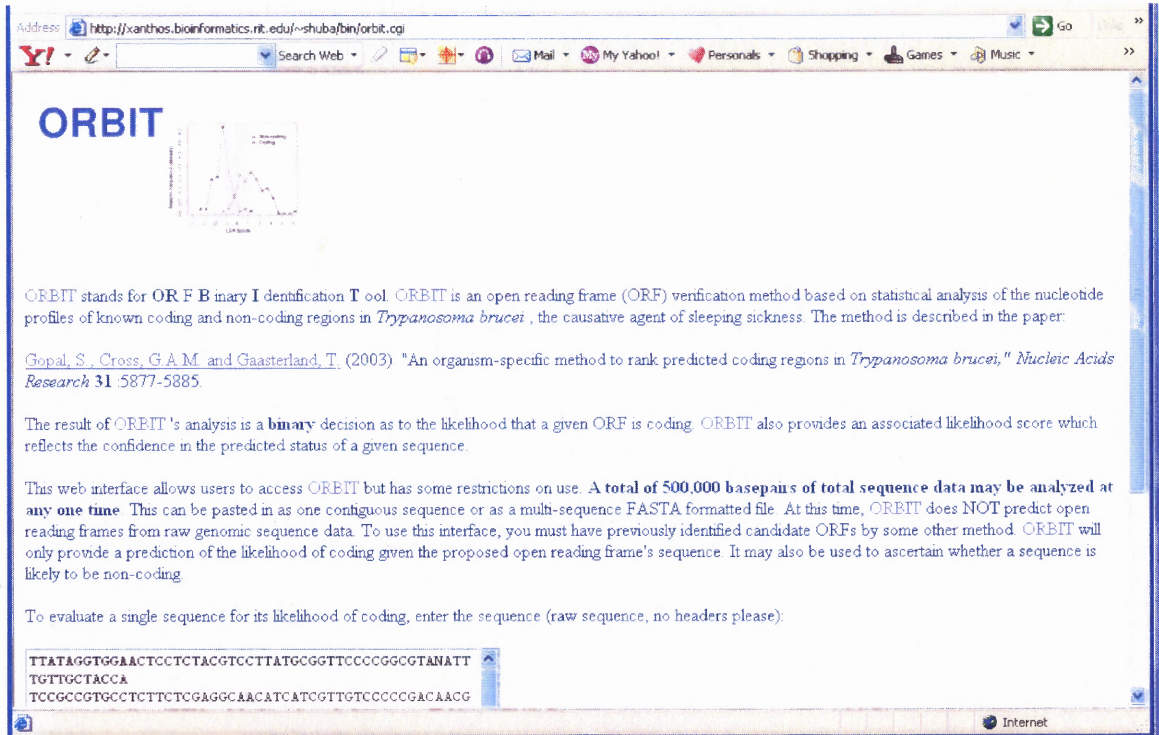 Address http://xanthos.bioinformatics.rit.edu/~shuba/bin/orbit.cgi Go
Y! Search Web Mail My Yahoo! Personals Shopping Games Music
ORBIT
ORBIT stands for OR F B inary I dentification T ool. ORBIT is an open reading frame (ORF) verification method based on statistical analysis of the nucleotide
profiles of known coding and non-coding regions in Trypanosoma brucei , the causative agent of sleeping sickness. The method is described in the paper:
Gopal, S., Cross, G.A.M. and Gaasterland, T. (2003). "An organism-specific method to rank predicted coding regions in Trypanosoma brucei," Nucleic Acids
Research 31 :5877-5885.
The result of ORBIT 's analysis is a binary decision as to the likelihood that a given ORF is coding. ORBIT also provides an associated likelihood score which
reflects the confidence in the predicted status of a given sequence.
This web interface allows users to access ORBIT but has some restrictions on use. A total of 500,000 basepairs of total sequence data may be analyzed at
any one time. This can be pasted in as one contiguous sequence or as a multi-sequence FASTA formatted file. At this time, ORBIT does NOT predict open
reading frames from raw genomic sequence data. To use this interface, you must have previously identified candidate ORFs by some other method. ORBIT will
only provide a prediction of the likelihood of coding given the proposed open reading frame's sequence. It may also be used to ascertain whether a sequence is
likely to be non-coding.
To evaluate a single sequence for its likelihood of coding, enter the sequence (raw sequence, no headers please):
TTATAGGTGGAACTCCTCTACGTCCTTATGCGGTTCCCCGGCGTANATT
TGTTGCTACCA
TCCGCCGTGCCTCTTCTCGAGGCAACATCATCGTTGTCCCCCGACAACG
Internet